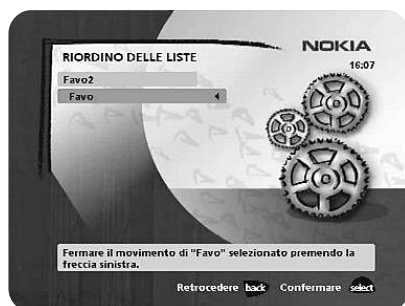 NOKIA
RIORDINO DELLE LISTE
16:07
Favo2
Favo
Fermare il movimento di "Favo" selezionato premendo la
freccia sinistra.
Retrocedere back Confermare select